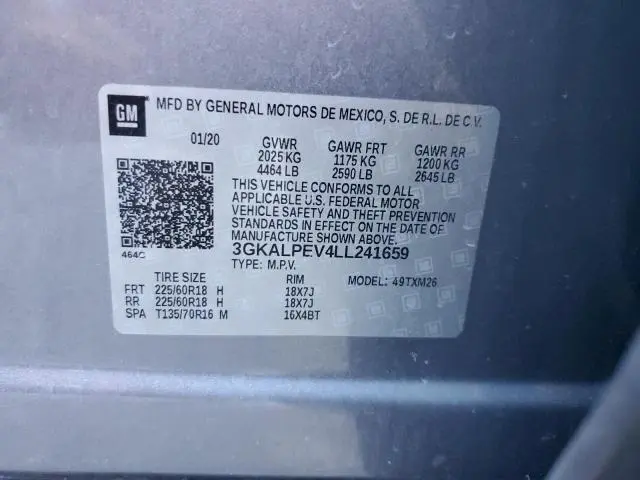 GM
MFD BY GENERAL MOTORS DE MEXICO, S. DE R.L. DE C.V.
01/20 GVWR GAWR FRT GAWR RR
2025 KG 1175 KG 1200 KG
4464 LB 2590 LB 2645 LB
THIS VEHICLE CONFORMS TO ALL
APPLICABLE U.S. FEDERAL MOTOR
VEHICLE SAFETY AND THEFT PREVENTION
STANDARDS IN EFFECT ON THE DATE OF
MANUFACTURE SHOWN ABOVE.
464C 3GKALPEV4LL241659
TYPE: M.P.V. MODEL: 49TXM26
TIRE SIZE RIM
FRT 225/60R18 H 18X7J
RR 225/60R18 H 18X7J
SPA T135/70R16 M 16X4BT